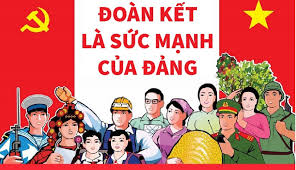 ĐOÀN KẾT
LÀ SỨC MẠNH
CỦA ĐẢNG